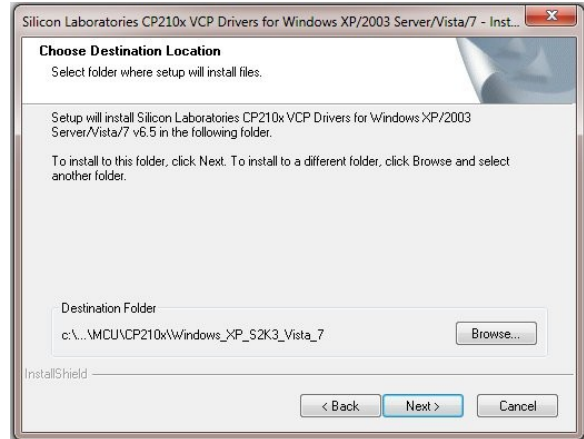 Silicon Laboratories CP210x VCP Drivers for Windows XP/2003 Server/Vista/7 - Inst...
Choose Destination Location
Select folder where setup will install files.
Setup will install Silicon Laboratories CP210x VCP Drivers for Windows XP/2003
Server/Vista/7 v6.5 in the following folder.
To install to this folder, click Next. To install to a different folder, click Browse and select
another folder.
Destination Folder
c:\...\MCU\CP210x\Windows_XP_S2K3_Vista_7
Browse...
InstallShield
< Back
Next >
Cancel